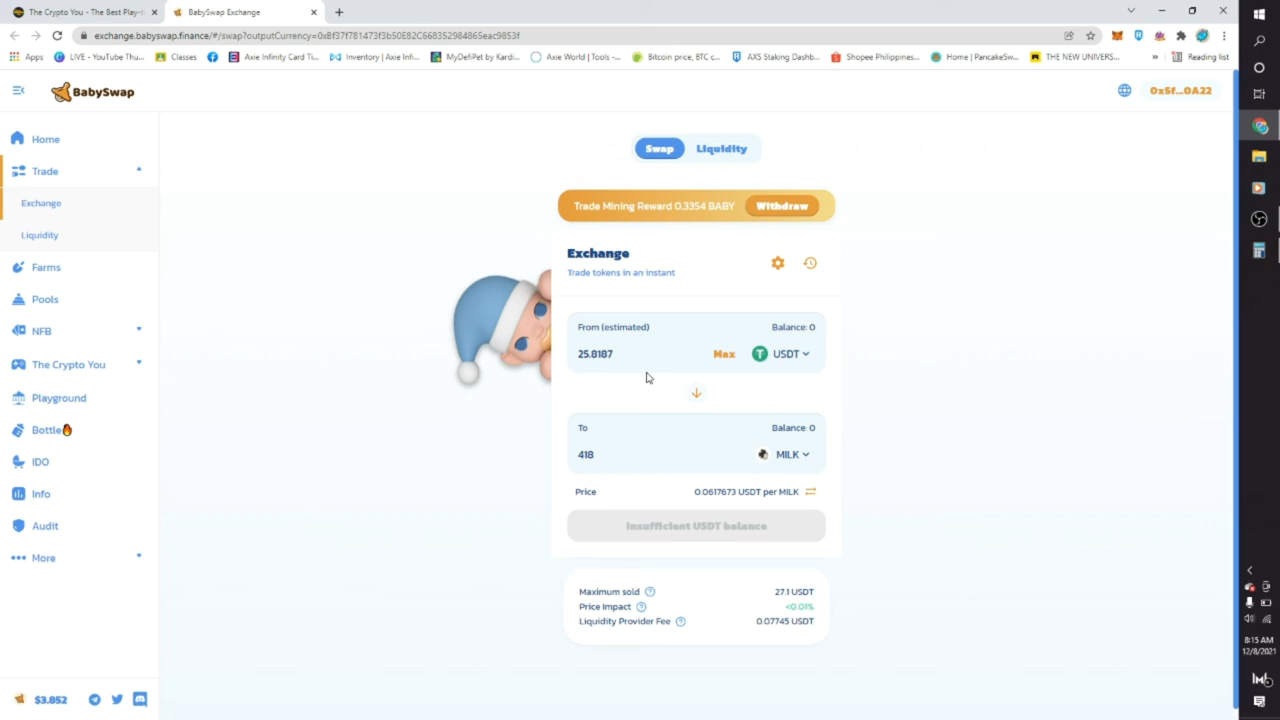 The Crypto You - The Best Play-t
BabySwap Exchange
exchange.babyswap.finance/#/swap?outputCurrency=0xBf37f781473f3b50E82C668352984865eac9853f
Apps
LIVE - YouTube Thu...
Classes
Axie Infinity Card Ti...
Inventory | Axie Inf...
MyDefiPet by Kardi...
Axie World | Tools -...
Bitcoin price, BTC c...
AXS Staking Dashb...
Shopee Philippines...
Home | PancakeSw...
THE NEW UNIVERS...
»
Reading list
BabySwap
0x5f...0A22
Home
Trade
Exchange
Liquidity
Farms
Pools
NFB
The Crypto You
Playground
Bottle
IDO
Info
Audit
More
$3.852
Swap
Liquidity
Trade Mining Reward 0.3354 BABY
Withdraw
Exchange
Trade tokens in an instant
From (estimated)
Balance: 0
25.8187
Max
USDT
To
Balance: 0
418
MILK
Price
0.0617673 USDT per MILK
Insufficient USDT balance
Maximum sold
27.1 USDT
Price Impact
<0.01%
Liquidity Provider Fee
0.07745 USDT
8:15 AM
12/8/2021